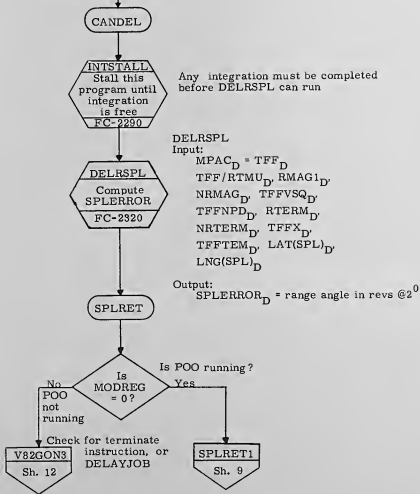 CANDEL
INTSTALL
Stall this
program until
integration
is free
FC-2290
Any integration must be completed
before DELRSPL can run
DELRSPL
Compute
SPLERROR
FC-2320
DELRSPL
Input:
MPAC_D = TFF_D
TFF/RTMU_D, RMAG1_D,
NRMAG_D, TFFVSQ_D,
TFFNPD_D, RTERM_D,
NRTERM_D, TFFX_D,
TFFTEM_D, LAT(SPL)_D,
LNG(SPL)_D
Output:
SPLERROR_D = range angle in revs @2^0
SPLRET
Is POO running?
Is
MODREG
= 0?
No
POO
not
running
Yes
Check for terminate
instruction, or
DELAYJOB
V82GON3
Sh. 12
SPLRET1
Sh. 9